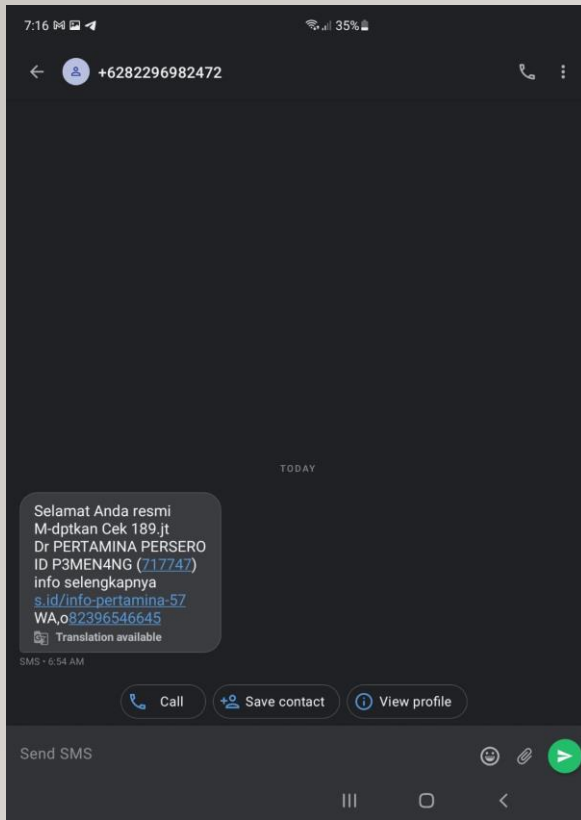 7:16 35%
+6282296982472
TODAY
Selamat Anda resmi
M-dptkan Cek 189.jt
Dr PERTAMINA PERSERO
ID P3MEN4NG (717747)
info selengkapnya
s.id/info-pertamina-57
WA,o82396546645
Translation available
SMS • 6:54 AM
Call Save contact View profile
Send SMS